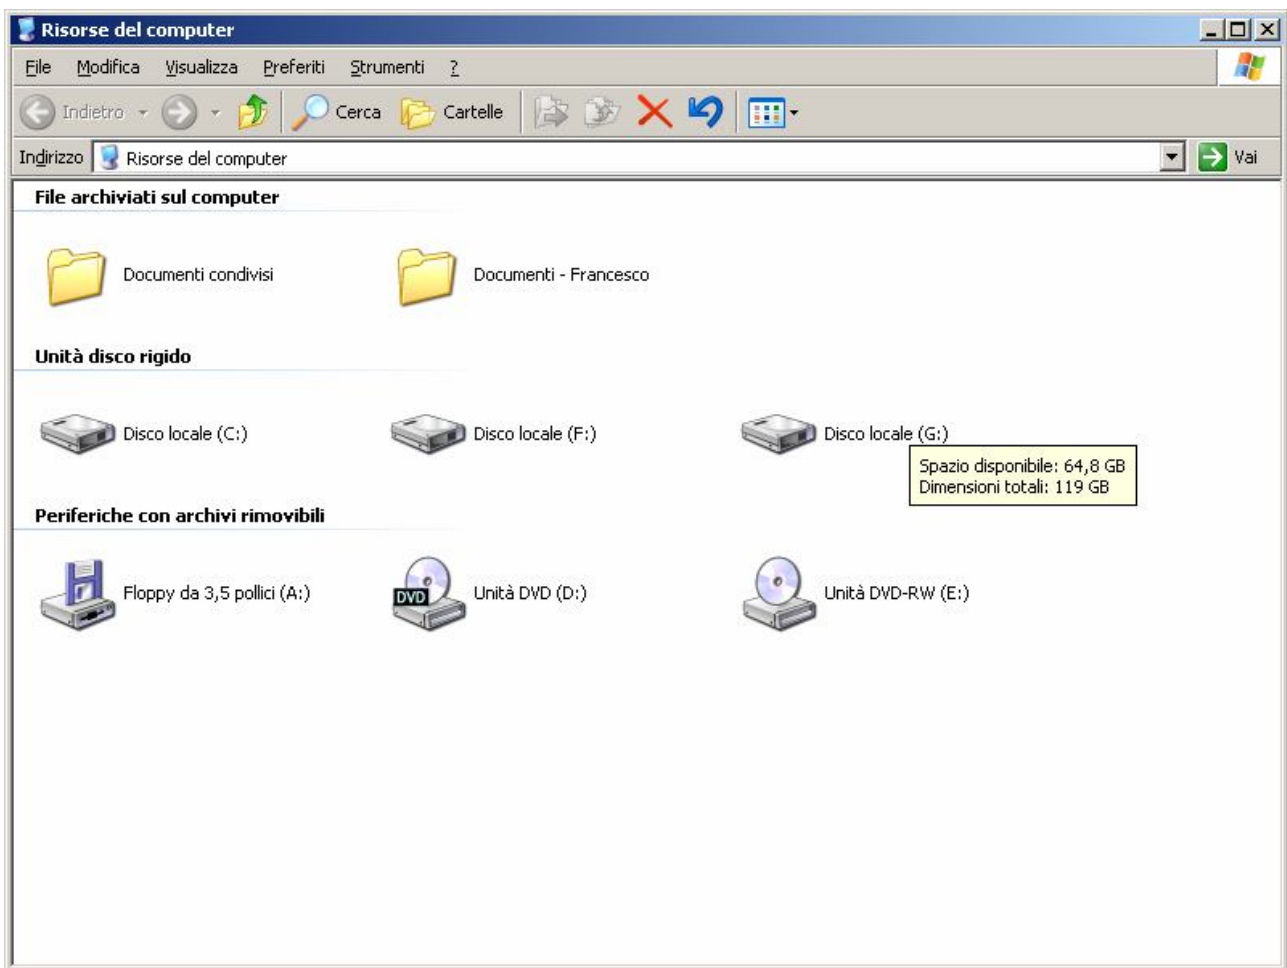 Risorse del computer
File Modifica Visualizza Preferiti Strumenti ?
Indietro Cerca Cartelle
Indirizzo Risorse del computer Vai
File archiviati sul computer
Documenti condivisi Documenti - Francesco
Unità disco rigido
Disco locale (C:) Disco locale (F:) Disco locale (G:)
Spazio disponibile: 64,8 GB
Dimensioni totali: 119 GB
Periferiche con archivi rimovibili
Floppy da 3,5 pollici (A:) DVD Unità DVD (D:) Unità DVD-RW (E:)